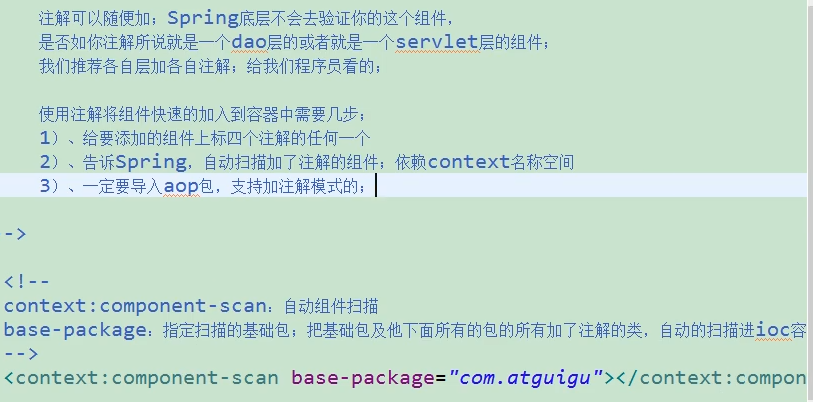 注解可以随便加；Spring底层不会去验证你的这个组件，
是否如你注解所说就是一个dao层的或者就是一个servlet层的组件；
我们推荐各自层加各自注解；给我们程序员看的；
使用注解将组件快速的加入到容器中需要几步；
1）、给要添加的组件上标四个注解的任何一个
2）、告诉Spring，自动扫描加了注解的组件；依赖context名称空间
3）、一定要导入aop包，支持加注解模式的；
->
<!--
context:component-scan：自动组件扫描
base-package：指定扫描的基础包；把基础包及他下面所有的包的所有加了注解的类，自动的扫描进ioc容
-->
<context:component-scan base-package="com.atguigu"></context:compon